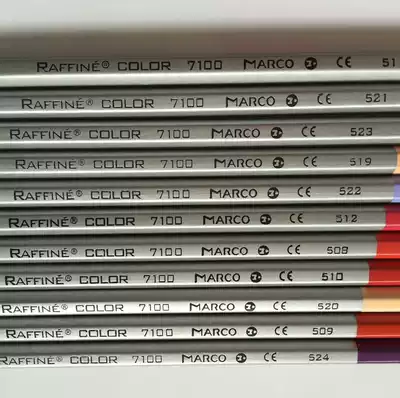 RAFFINÉ® COLOR 7100 MARCO CE 51
RAFFINÉ® COLOR 7100 MARCO CE 521
RAFFINÉ® COLOR 7100 MARCO CE 523
RAFFINÉ® COLOR 7100 MARCO CE 519
RAFFINÉ® COLOR 7100 MARCO CE 522
RAFFINÉ® COLOR 7100 MARCO CE 512
RAFFINÉ® COLOR 7100 MARCO CE 508
RAFFINÉ® COLOR 7100 MARCO CE 510
RAFFINÉ® COLOR 7100 MARCO CE 520
RAFFINÉ® COLOR 7100 MARCO CE 509
RAFFINÉ® COLOR 7100 MARCO CE 524